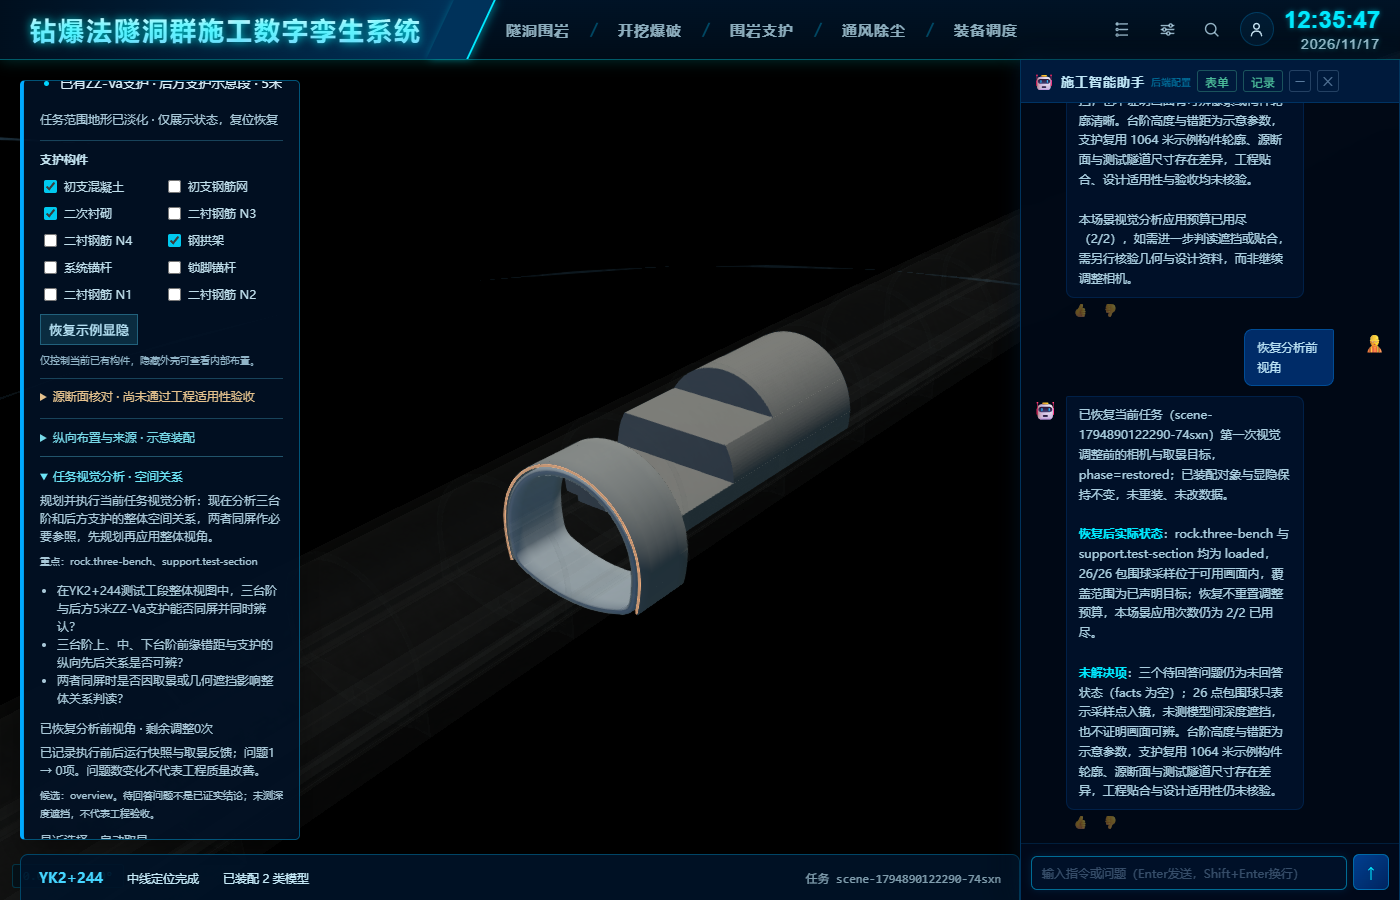 钻爆法隧洞群施工数字孪生系统
隧洞围岩 / 开挖爆破 / 围岩支护 / 通风除尘 / 装备调度
12:35:47
2026/11/17
已有ZZ-Va支护 · 后方支护示意段 · 5米
任务范围地形已淡化 · 仅展示状态，复位恢复
支护构件
初支混凝土
初支钢筋网
二次衬砌
二衬钢筋 N3
二衬钢筋 N4
钢拱架
系统锚杆
锁脚锚杆
二衬钢筋 N1
二衬钢筋 N2
恢复示例显隐
仅控制当前已有构件，隐藏外壳可查看内部布置。
源断面核对 · 尚未通过工程适用性验收
纵向布置与来源 · 示意装配
任务视觉分析 · 空间关系
规划并执行当前任务视觉分析：现在分析三台
阶和后方支护的整体空间关系，两者同屏作必
要参照，先规划再应用整体视角。
重点：rock.three-bench、support.test-section
在YK2+244测试工段整体视图中，三台阶
与后方5米ZZ-Va支护能否同屏并同时辨
认？
三台阶上、中、下台阶前缘错距与支护的
纵向先后关系是否可辨？
两者同屏时是否因取景或几何遮挡影响整
体关系判读？
已恢复分析前视角 · 剩余调整0次
已记录执行前后运行快照与取景反馈；问题1
→ 0项。问题数变化不代表工程质量改善。
候选：overview。待回答问题不是已证实结论；未测深
度遮挡，不代表工程验收。
YK2+244
中线定位完成
已装配 2 类模型
任务 scene-1794890122290-74sxn
施工智能助手
后端配置
表单
记录
廓清晰。台阶高度与错距为示意参数，
支护复用 1064 米示例构件轮廓、源断
面与测试隧道尺寸存在差异，工程贴
合、设计适用性与验收均未核验。
本场景视觉分析应用预算已用尽
（2/2），如需进一步判读遮挡或贴合，
需另行核验几何与设计资料，而非继续
调整相机。
恢复分析前
视角
已恢复当前任务（scene-
1794890122290-74sxn）第一次视觉
调整前的相机与取景目标，
phase=restored；已装配对象与显隐保
持不变，未重装、未改数据。
恢复后实际状态：rock.three-bench 与
support.test-section 均为 loaded，
26/26 包围球采样位于可用画面内，覆
盖范围为已声明目标；恢复不重置调整
预算，本场景应用次数仍为 2/2 已用
尽。
未解决项：三个待回答问题仍为未回答
状态（facts 为空）；26 点包围球只表
示采样点入镜，未测模型间深度遮挡，
也不证明画面可辨。台阶高度与错距为
示意参数，支护复用 1064 米示例构件
轮廓、源断面与测试隧道尺寸存在差
异，工程贴合与设计适用性仍未核验。
输入指令或问题（Enter发送，Shift+Enter换行）